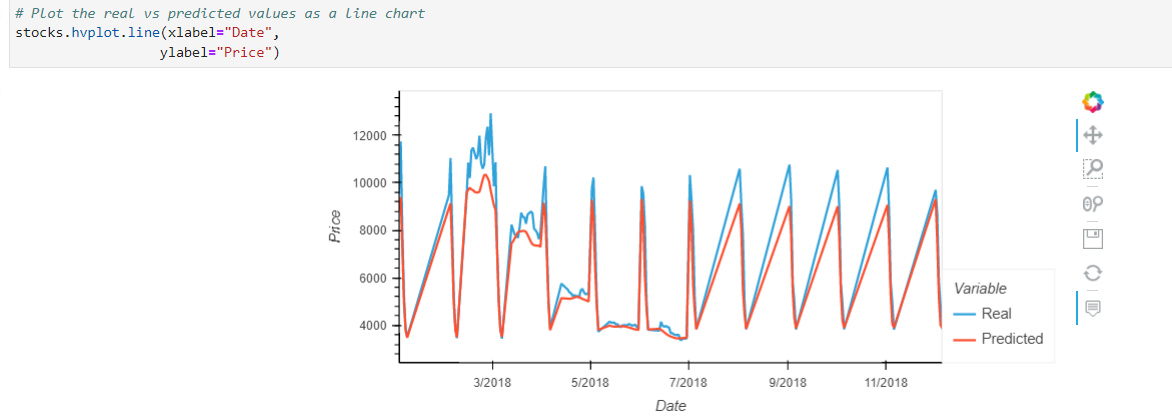 # Plot the real vs predicted values as a line chart
stocks.hvplot.line(xlabel="Date",
ylabel="Price")
12000
10000
8000
6000
4000
Price
3/2018
5/2018
7/2018
9/2018
11/2018
Date
Variable
Real
Predicted